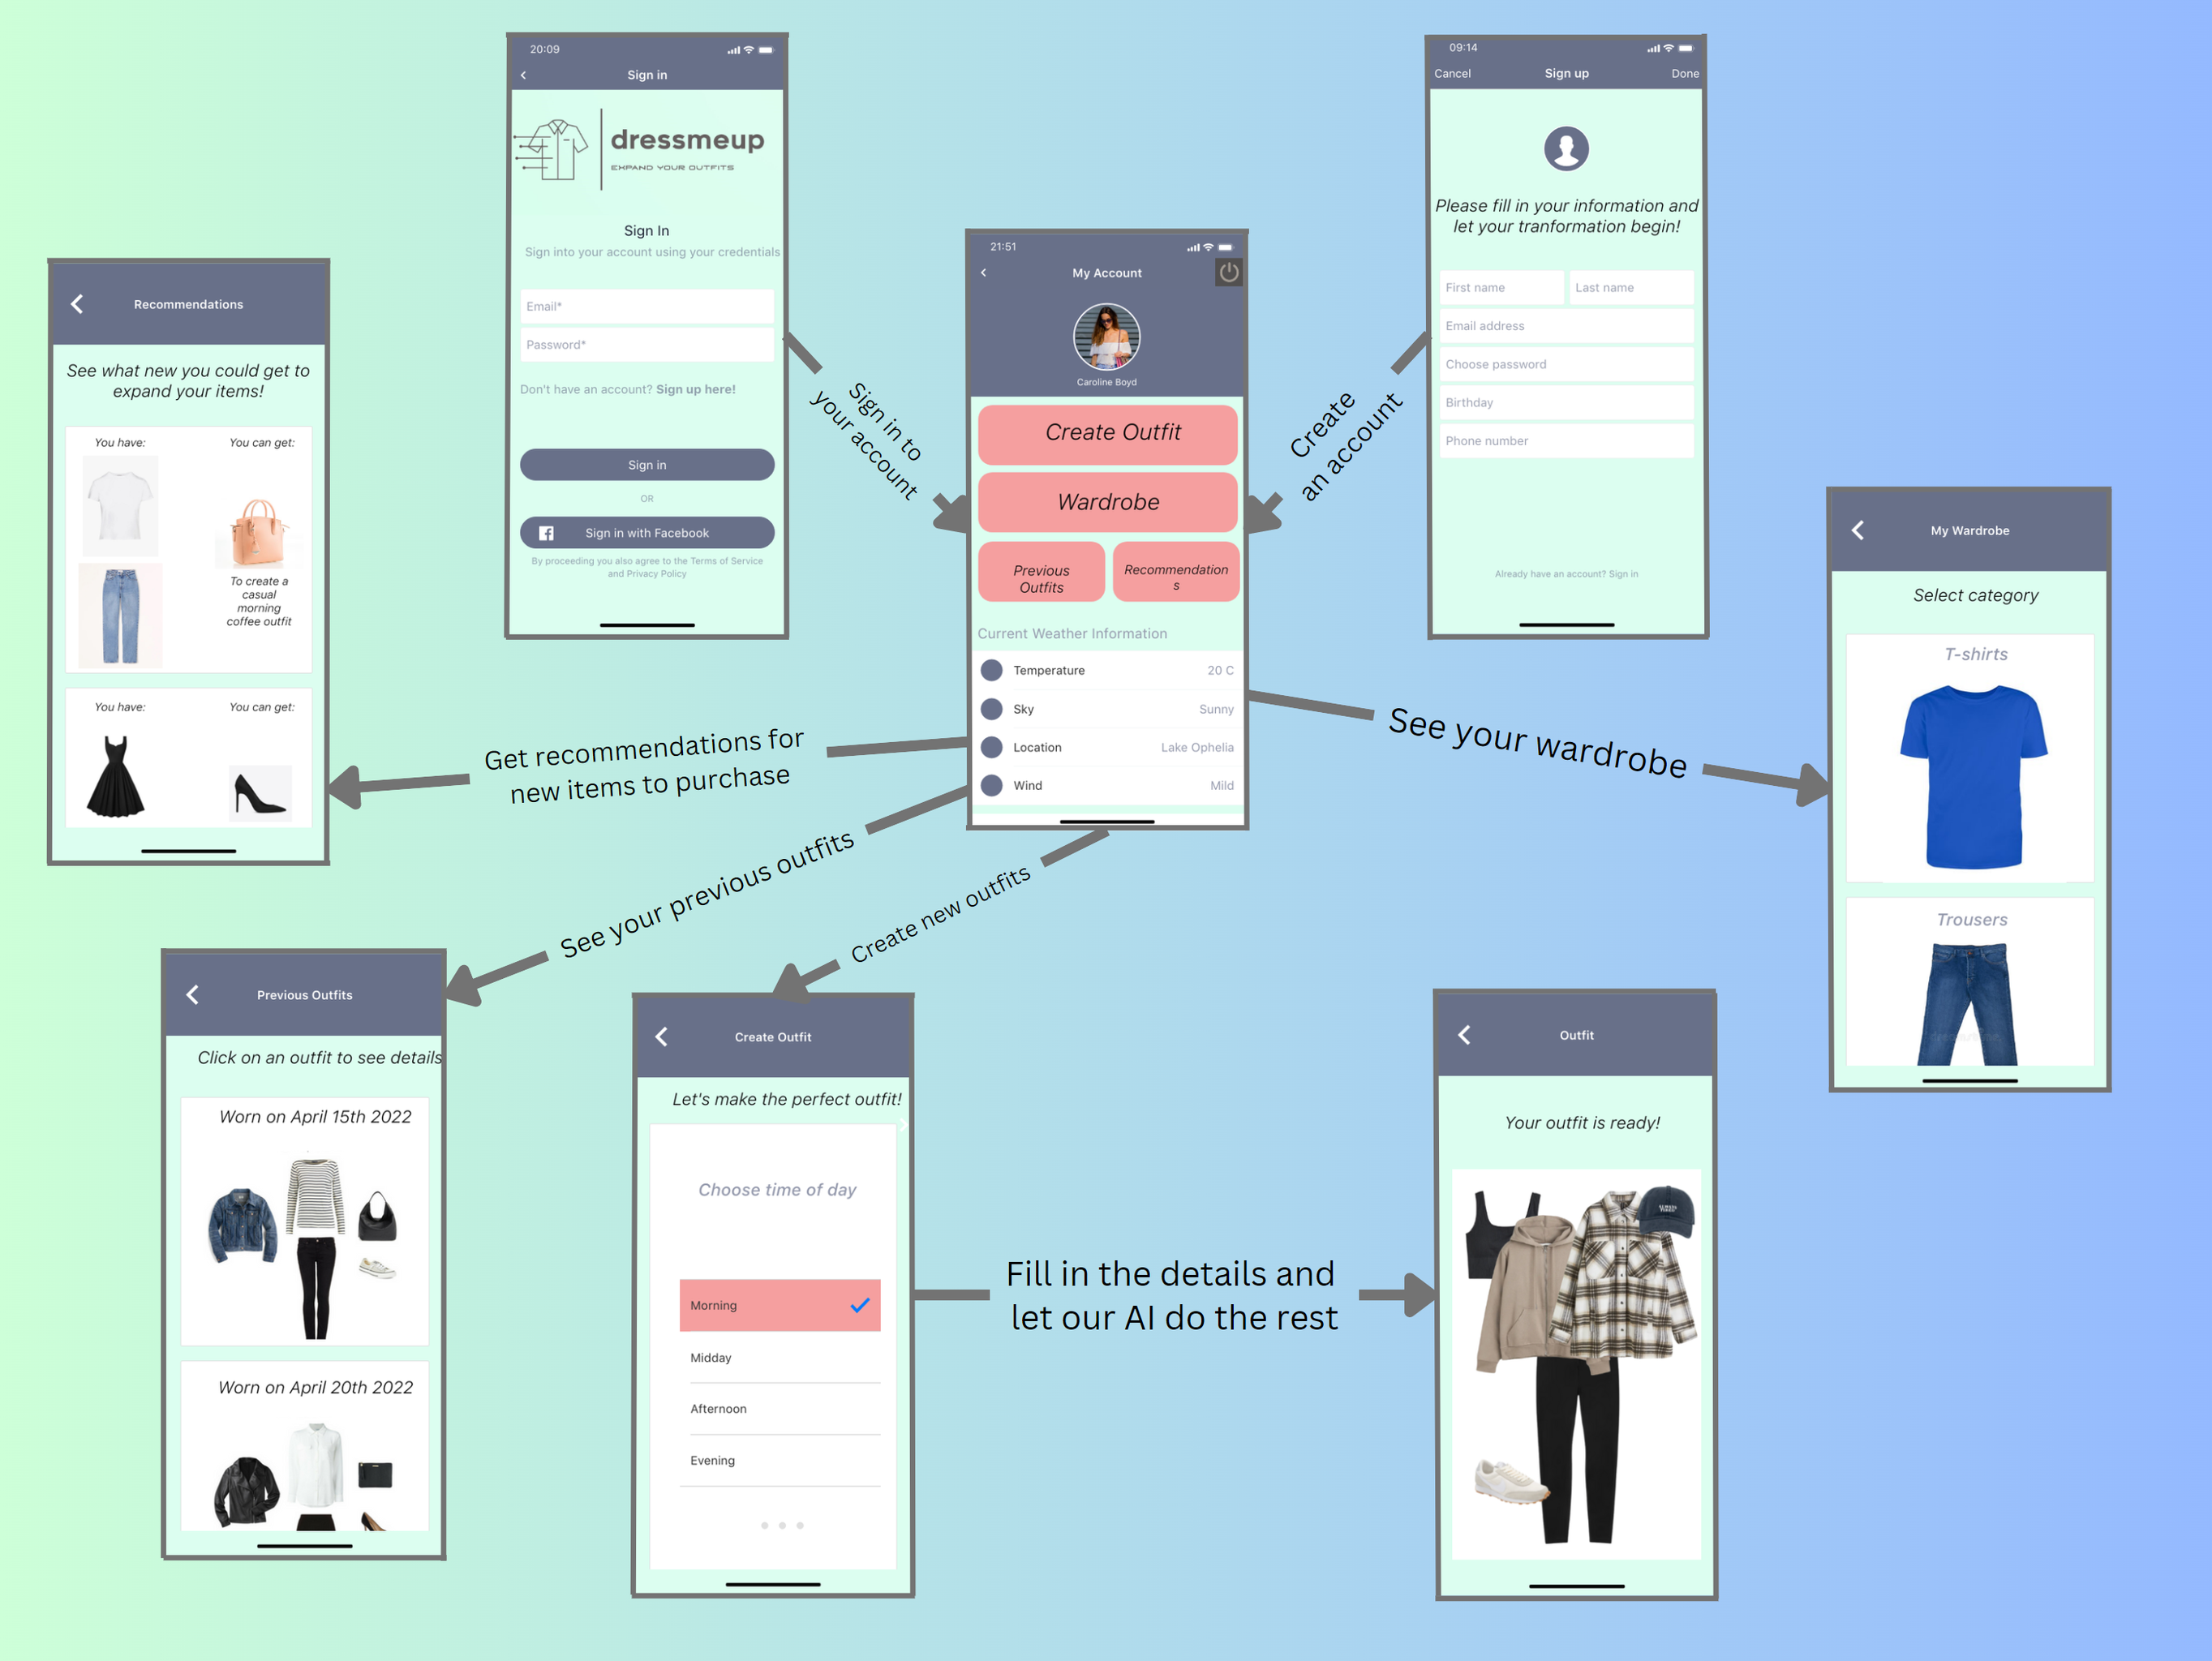 20:09
Sign in
dressmeup
EXPAND YOUR OUTFITS
Sign In
Sign into your account using your credentials
Email*
Password*
Don't have an account? Sign up here!
Sign in
OR
Sign in with Facebook
By proceeding you also agree to the Terms of Service
and Privacy Policy
09:14
Cancel
Sign up
Done
Please fill in your information and
let your tranformation begin!
First name
Last name
Email address
Choose password
Birthday
Phone number
Already have an account? Sign in
Sign in to
your account
Create
an account
21:51
My Account
Caroline Boyd
Create Outfit
Wardrobe
Previous
Outfits
Recommendation
s
Current Weather Information
Temperature
20 C
Sky
Sunny
Location
Lake Ophelia
Wind
Mild
Recommendations
See what new you could get to
expand your items!
You have:
You can get:
To create a
casual
morning
coffee outfit
You have:
You can get:
Get recommendations for
new items to purchase
See your wardrobe
My Wardrobe
Select category
T-shirts
Trousers
See your previous outfits
Create new outfits
Previous Outfits
Click on an outfit to see details
Worn on April 15th 2022
Worn on April 20th 2022
Create Outfit
Let's make the perfect outfit!
Choose time of day
Morning
Midday
Afternoon
Evening
Fill in the details and
let our AI do the rest
Outfit
Your outfit is ready!